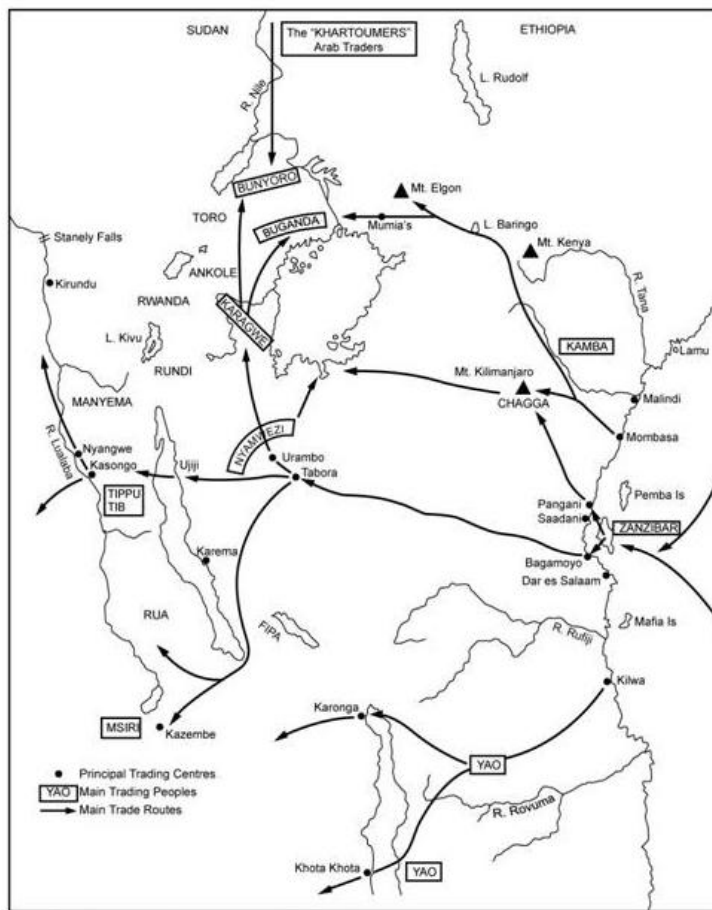 SUDAN
The "KHARTOUMERS"
Arab Traders
ETHIOPIA
L. Rudolf
R. Nile
BUNYORO
Mt. Elgon
TORO
BUGANDA
Mumia's
L. Baringo
Mt. Kenya
Stanely Falls
ANKOLE
Kirundu
RWANDA
KARAGWE
R. Tana
L. Kivu
RUNDI
KAMBA
Lamu
Mt. Kilimanjaro
CHAGGA
Malindi
MANYEMA
NYAMWEZI
Mombasa
R. Lualaba
Nyangwe
Kasongo
Ujiji
Urambo
Tabora
Pemba Is
TIPPU
TIB
Pangani
Saadani
ZANZIBAR
Karema
Bagamoyo
Dar es Salaam
RUA
FIPA
R. Rufiji
Mafia Is
Kilwa
MSIRI
Kazembe
Karonga
YAO
Principal Trading Centres
YAO Main Trading Peoples
Main Trade Routes
R. Rovuma
Khota Khota
YAO